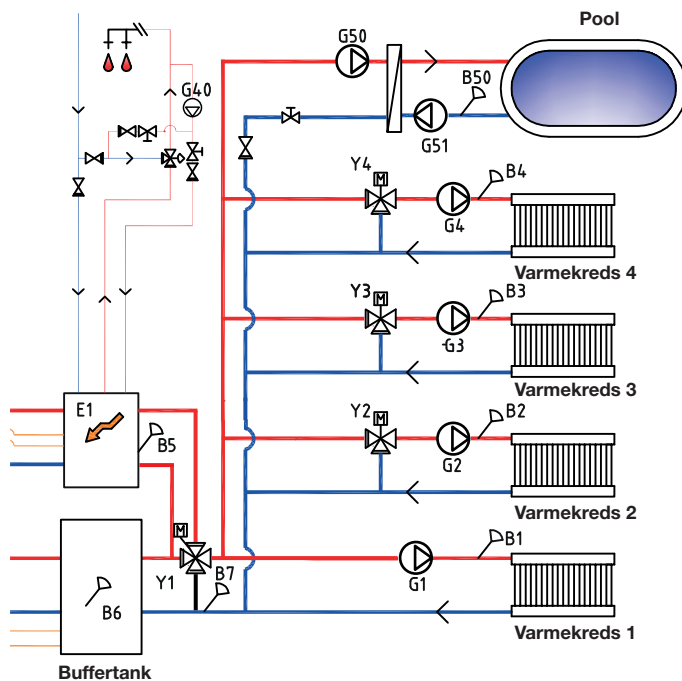 Pool
G50
B50
G40
G51
Y4
B4
G4
Varmekreds 4
Y3
B3
G3
Varmekreds 3
E1
Y2
B2
B5
G2
Varmekreds 2
M
M
M
M
B1
Y1
B7
G1
B6
Varmekreds 1
Buffertank